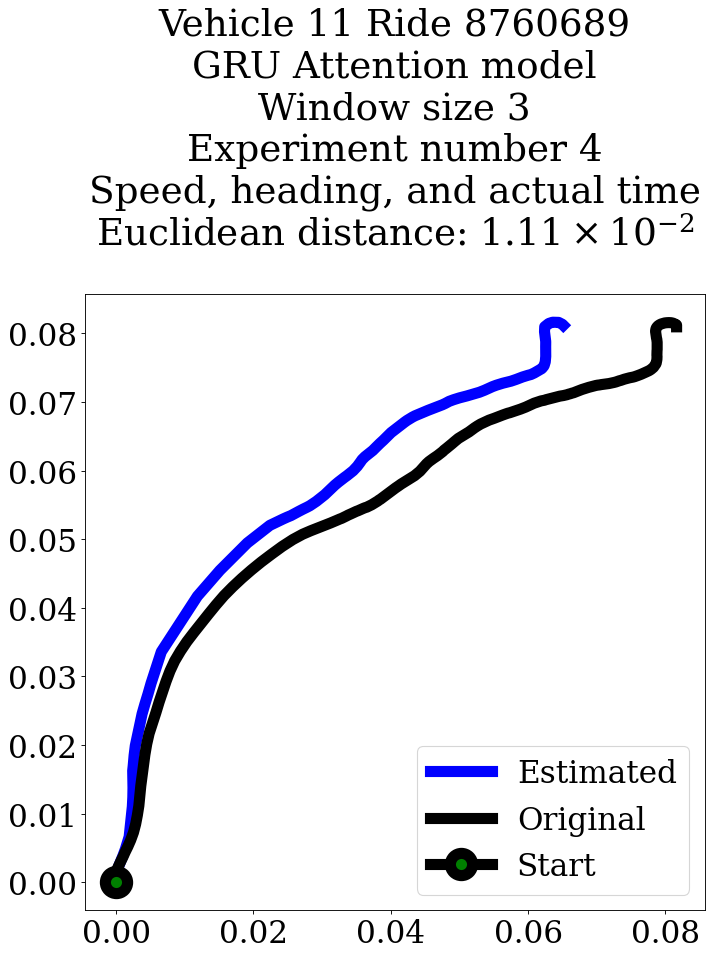 Vehicle 11 Ride 8760689
GRU Attention model
Window size 3
Experiment number 4
Speed, heading, and actual time
Euclidean distance: 1.11 × 10⁻²
0.08
0.07
0.06
0.05
0.04
0.03
0.02
0.01
0.00
Estimated
Original
Start
0.00 0.02 0.04 0.06 0.08